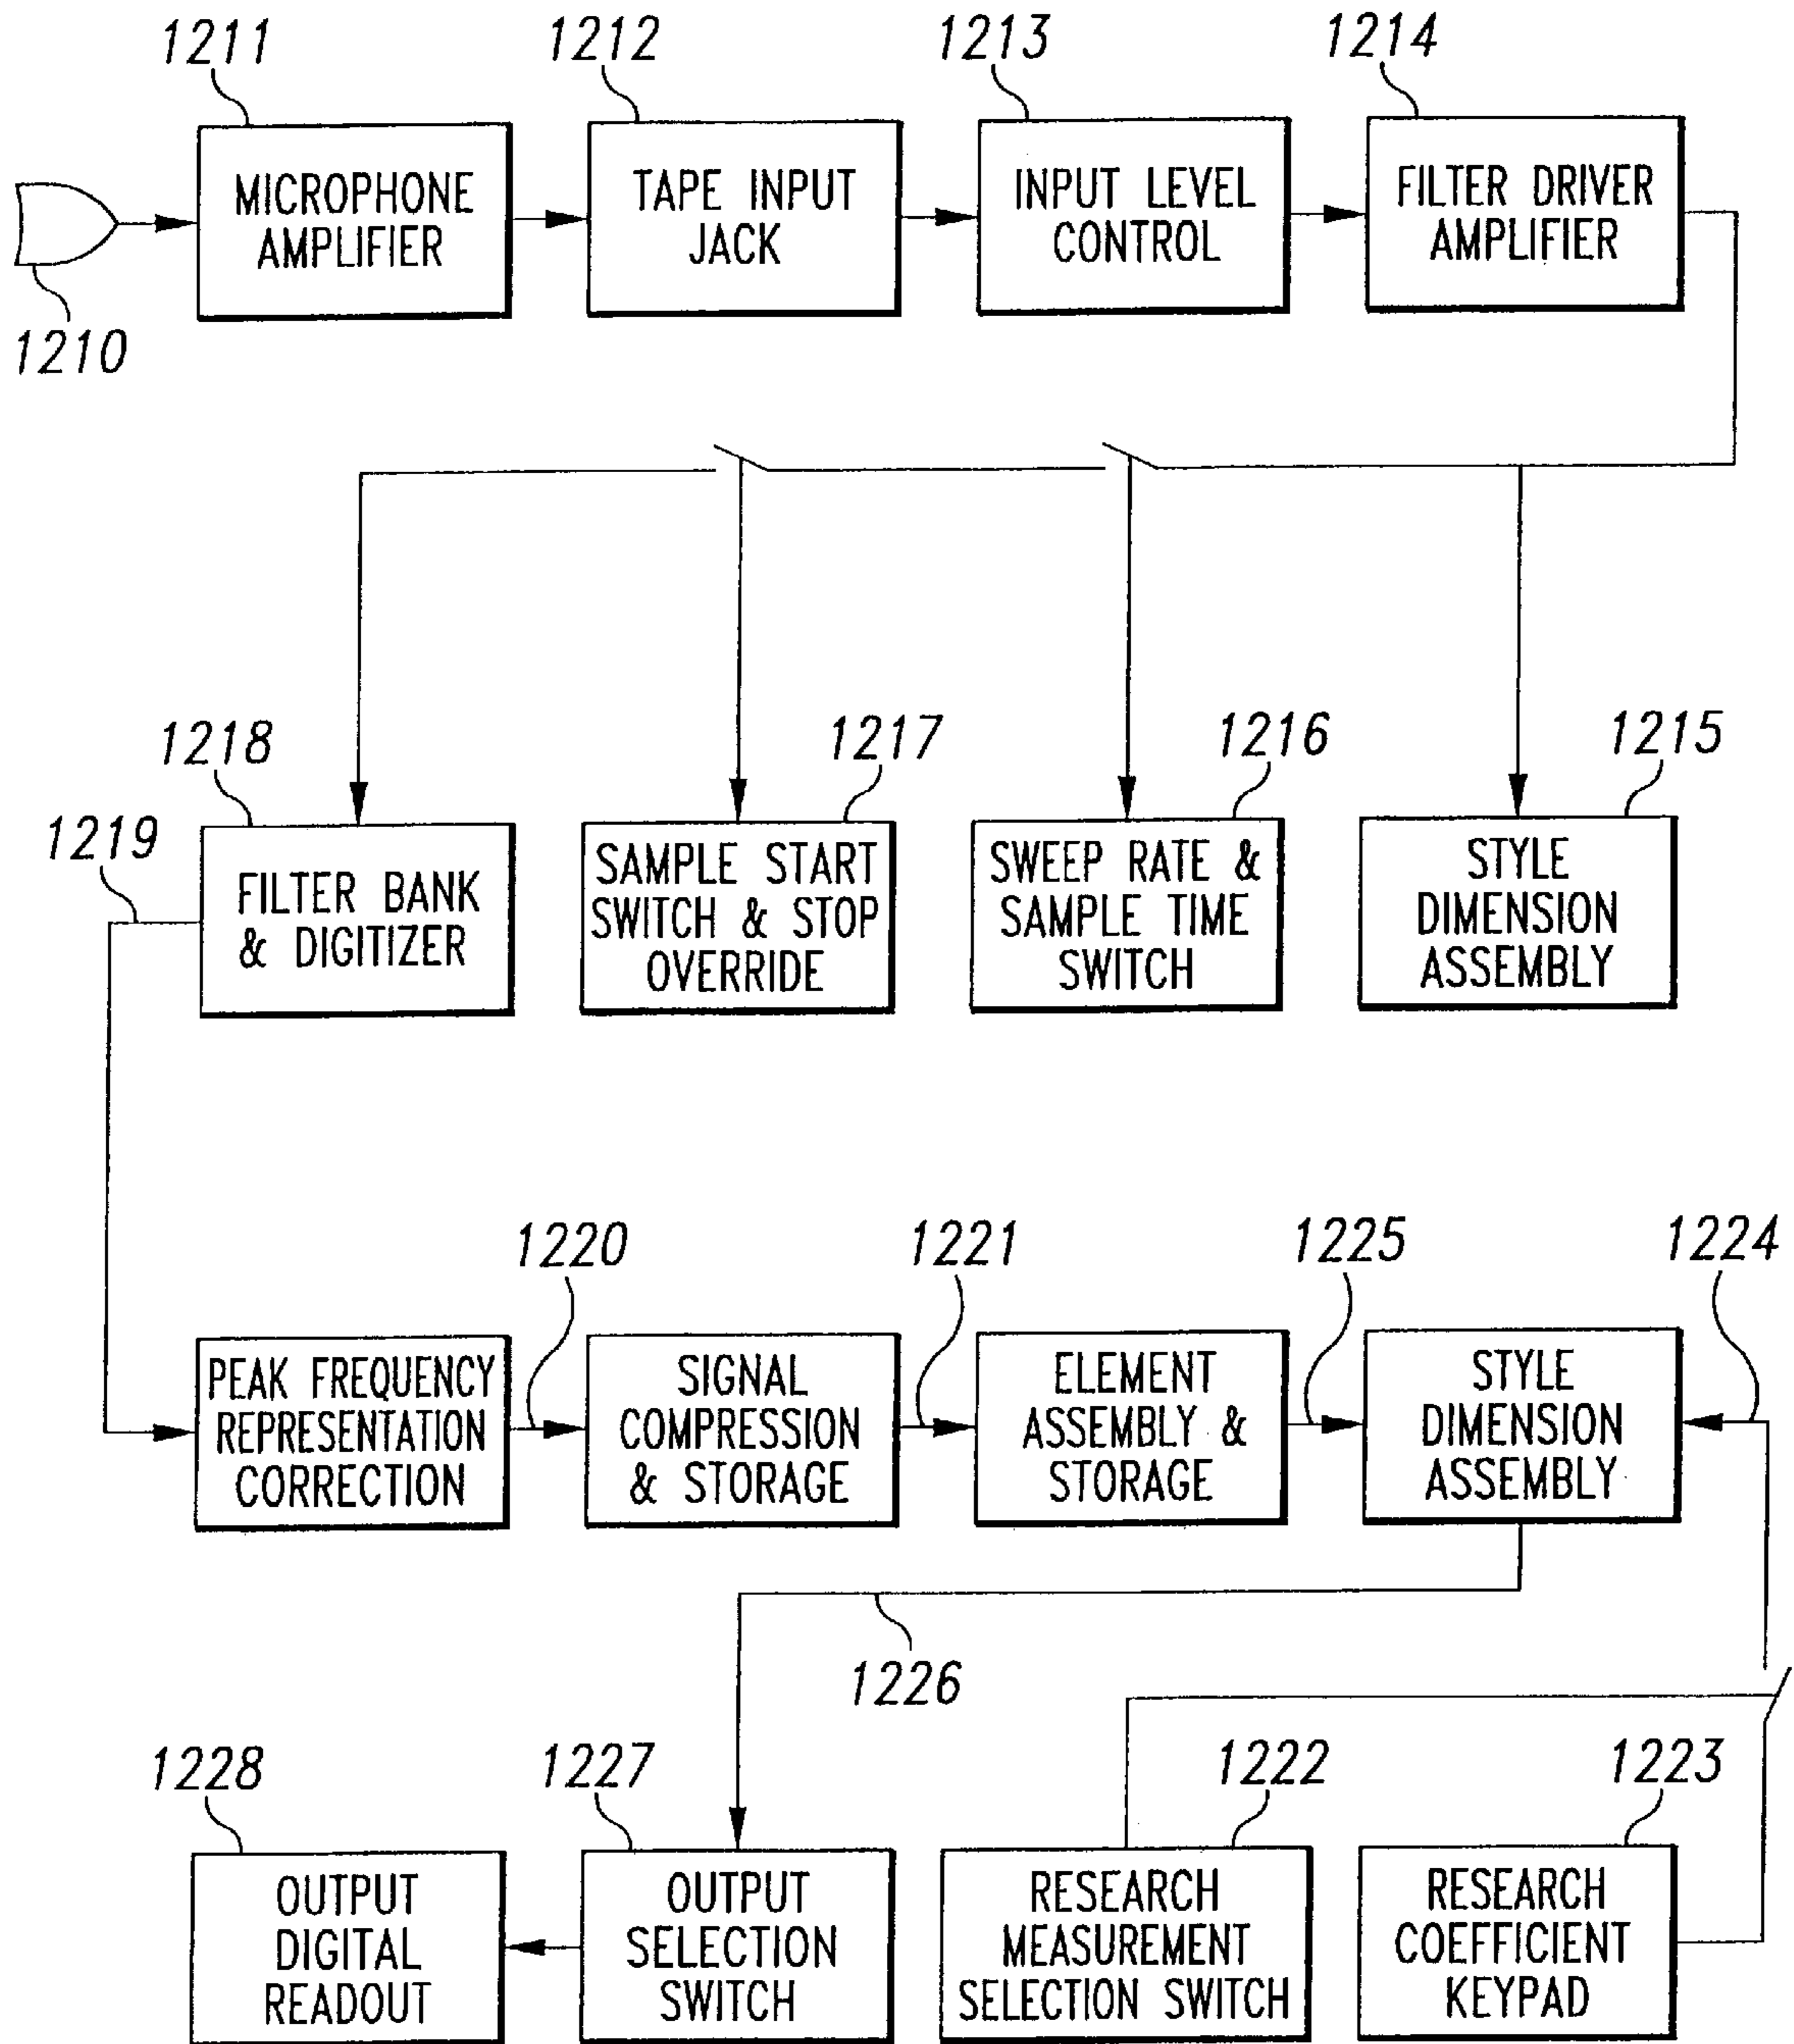 1211
1212
1213
1214
MICROPHONE
AMPLIFIER
TAPE INPUT
JACK
INPUT LEVEL
CONTROL
FILTER DRIVER
AMPLIFIER
1210
1218
1217
1216
1215
1219
FILTER BANK
& DIGITIZER
SAMPLE START
SWITCH & STOP
OVERRIDE
SWEEP RATE &
SAMPLE TIME
SWITCH
STYLE
DIMENSION
ASSEMBLY
1220
1221
1225
1224
PEAK FREQUENCY
REPRESENTATION
CORRECTION
SIGNAL
COMPRESSION
& STORAGE
ELEMENT
ASSEMBLY &
STORAGE
STYLE
DIMENSION
ASSEMBLY
1226
1228
1227
1222
1223
OUTPUT
DIGITAL
READOUT
OUTPUT
SELECTION
SWITCH
RESEARCH
MEASUREMENT
SELECTION SWITCH
RESEARCH
COEFFICIENT
KEYPAD